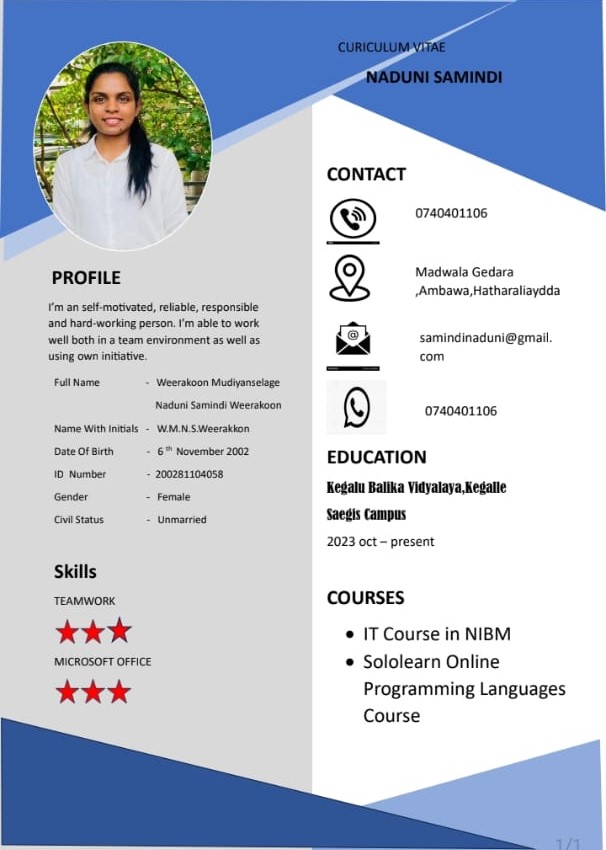 CURICULUM VITAE
NADUNI SAMINDI
PROFILE
I'm an self-motivated, reliable, responsible
and hard-working person. I'm able to work
well both in a team environment as well as
using own initiative.
Full Name - Weerakoon Mudiyanselage
Naduni Samindi Weerakoon
Name With Initials - W.M.N.S.Weerakkon
Date Of Birth - 6 th November 2002
ID Number - 200281104058
Gender - Female
Civil Status - Unmarried
Skills
TEAMWORK
MICROSOFT OFFICE
CONTACT
0740401106
Madwala Gedara
,Ambawa,Hatharaliaydda
samindinaduni@gmail.
com
0740401106
EDUCATION
Kegalu Balika Vidyalaya,Kegalle
Saegis Campus
2023 oct – present
COURSES
• IT Course in NIBM
• Sololearn Online
Programming Languages
Course
1/1